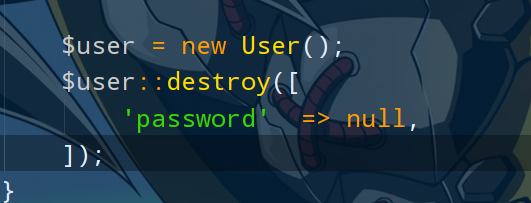 $user = new User();
$user::destroy([
'password'  => null,
]);
}